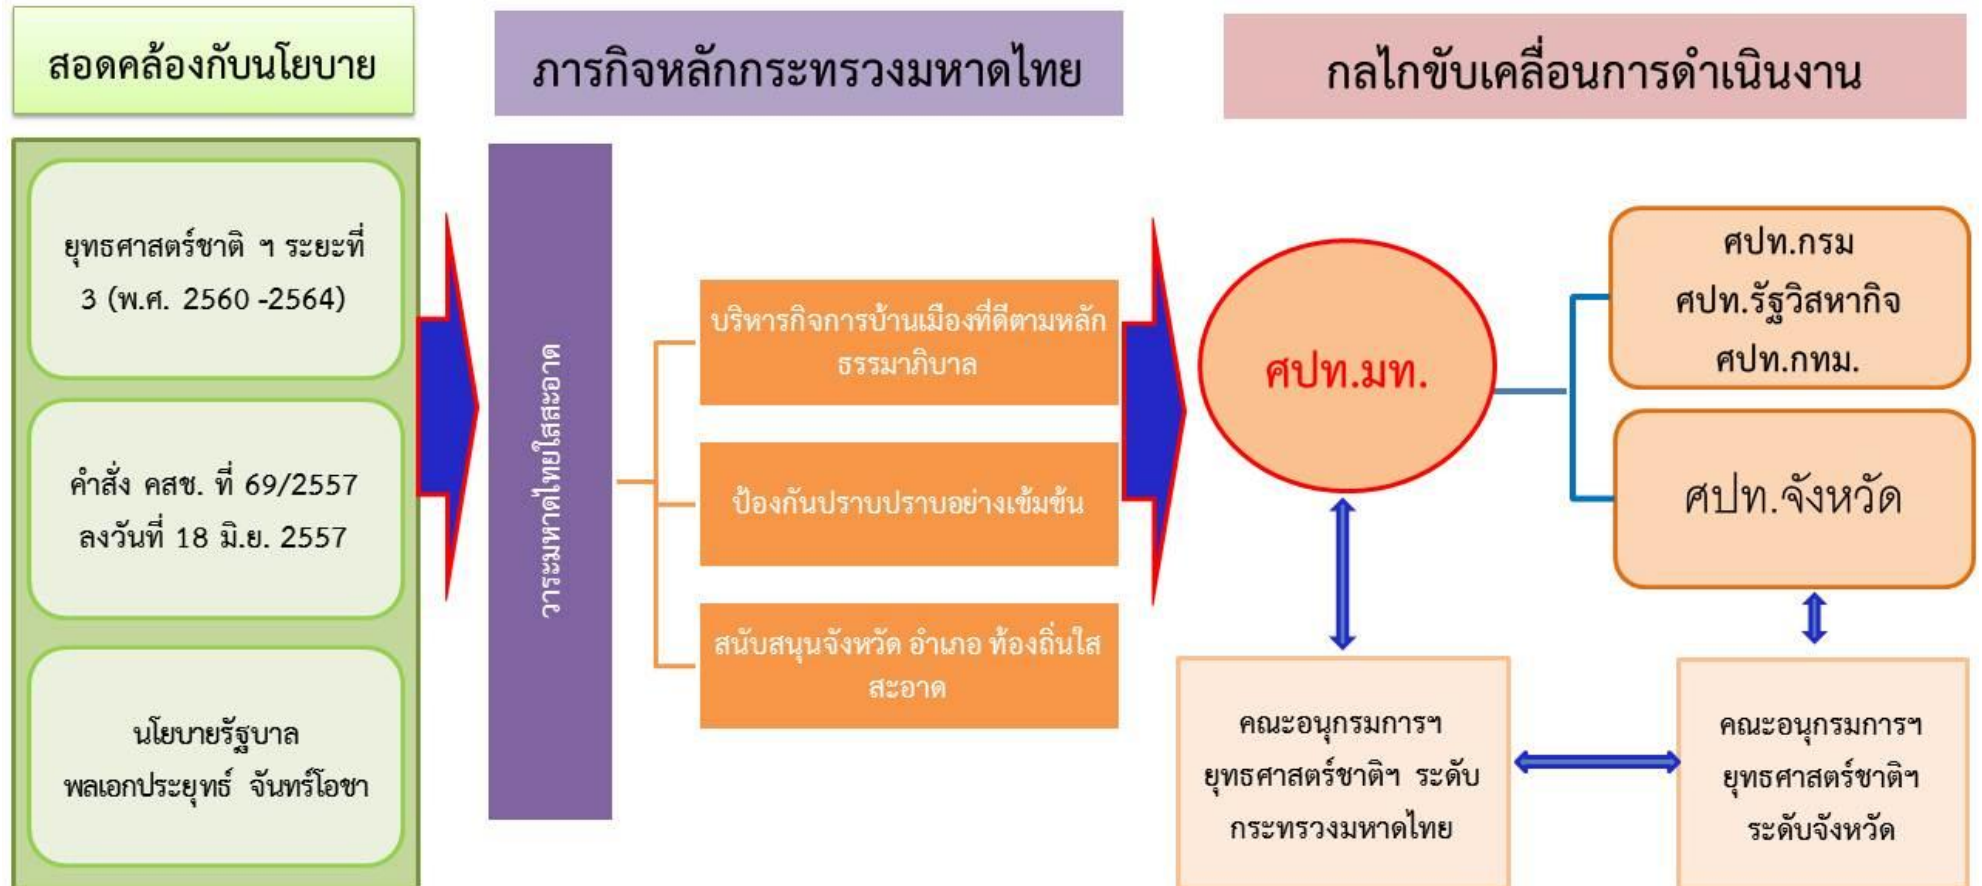 สอดคล้องกับนโยบาย
ยุทธศาสตร์ชาติ ฯ ระยะที่
3 (พ.ศ. 2560 -2564)
คำสั่ง คสช. ที่ 69/2557
ลงวันที่ 18 มิ.ย. 2557
นโยบายรัฐบาล
พลเอกประยุทธ์ จันทร์โอชา
ภารกิจหลักกระทรวงมหาดไทย
วาระมหาดไทยใสสะอาด
บริหารกิจการบ้านเมืองที่ดีตามหลัก
ธรรมาภิบาล
ป้องกันปราบปราบอย่างเข้มข้น
สนับสนุนจังหวัด อำเภอ ท้องถิ่นใส
สะอาด
กลไกขับเคลื่อนการดำเนินงาน
ศปท.มท.
ศปท.กรม
ศปท.รัฐวิสหากิจ
ศปท.กทม.
ศปท.จังหวัด
คณะอนุกรมการฯ
ยุทธศาสตร์ชาติฯ ระดับ
กระทรวงมหาดไทย
คณะอนุกรมการฯ
ยุทธศาสตร์ชาติฯ
ระดับจังหวัด